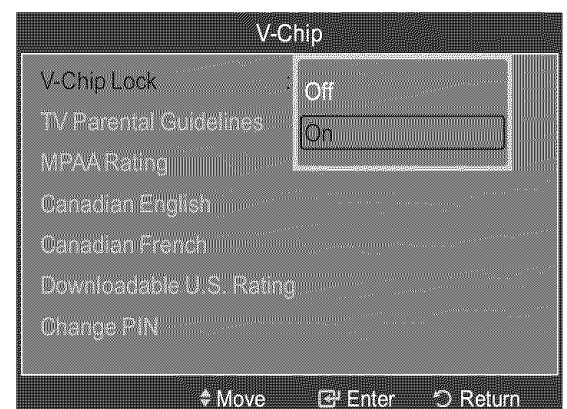 V-Chip
V-Chip Lock :
Off
On
TV Parental Guidelines
MPAA Rating
Canadian English
Canadian French
Downloadable U.S. Rating
Change PIN
Move Enter Return